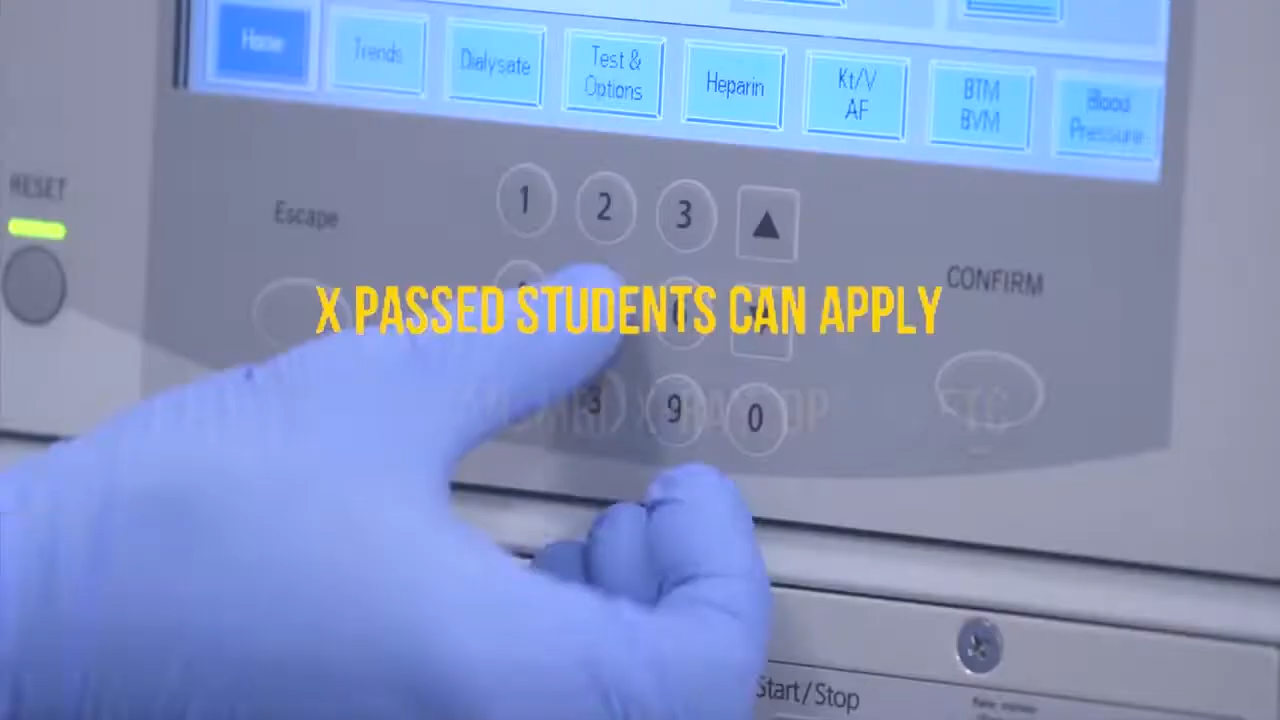 Home
Trends
Dialysate
Test &
Options
Heparin
Kt/V
AF
BTM
BVM
Blood
Pressure
RESET
Escape
1 2 3
CONFIRM
X PASSED STUDENTS CAN APPLY
9 0
Start/Stop